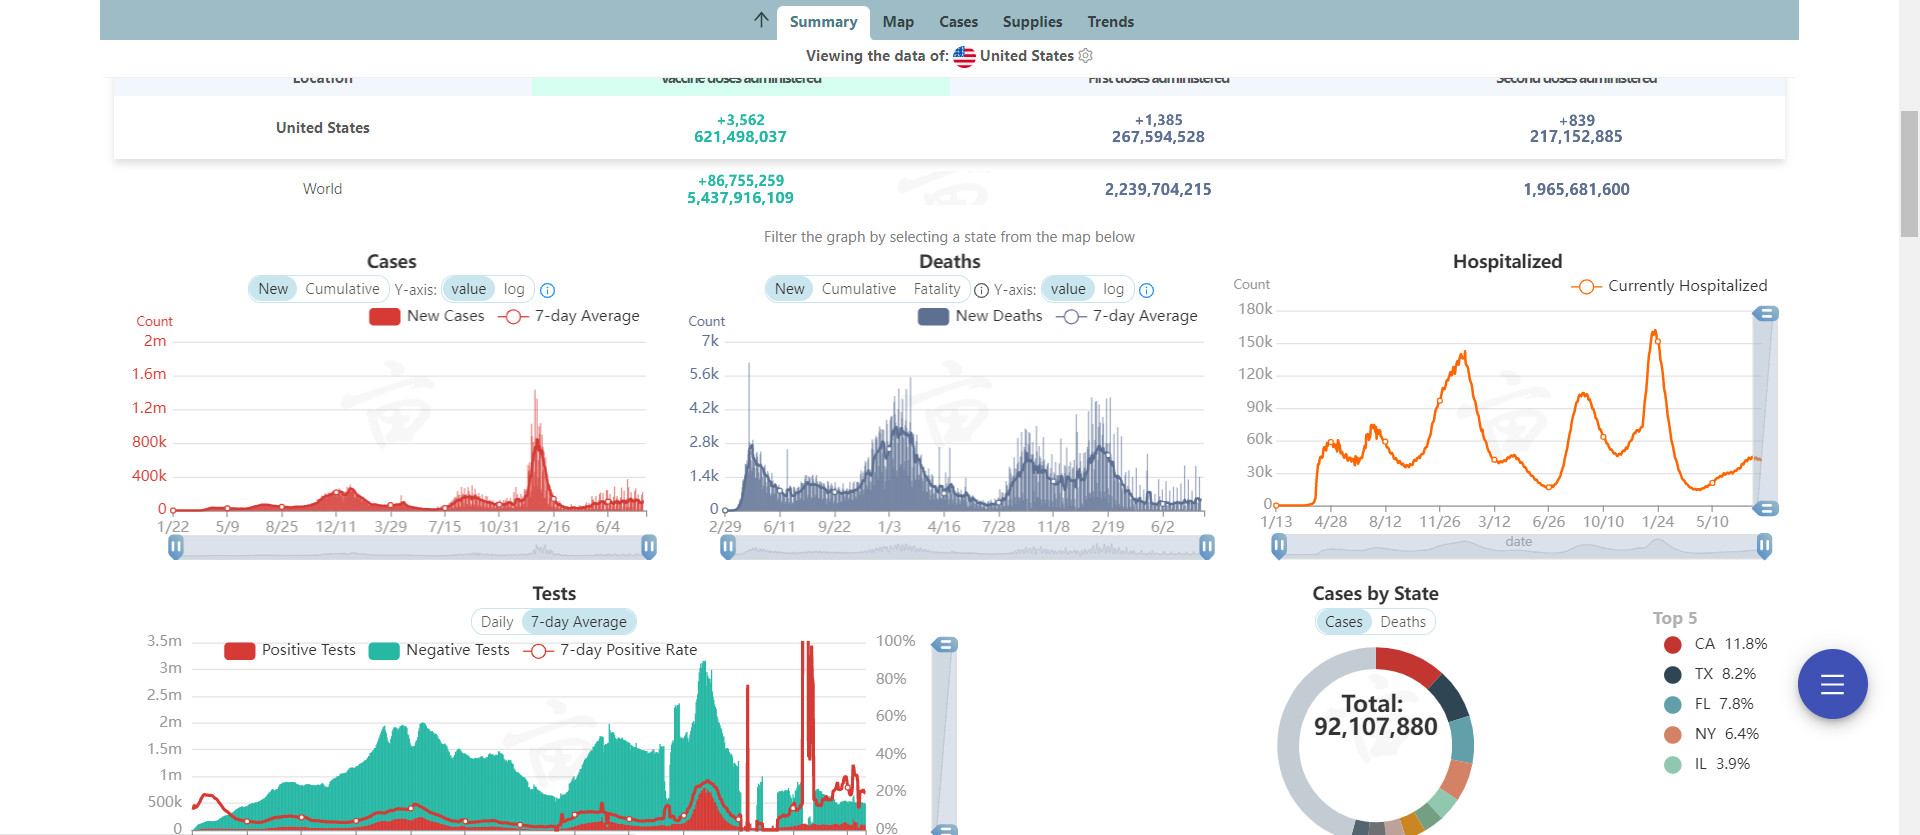 Summary Map Cases Supplies Trends
Viewing the data of: United States
Location Vaccine doses administered First doses administered Second doses administered
United States +3,562 621,498,037 +1,385 267,594,528 +839 217,152,885
World +86,755,259 5,437,916,109 2,239,704,215 1,965,681,600
Filter the graph by selecting a state from the map below
Cases
New Cumulative Y-axis: value log
Count
New Cases 7-day Average
2m
1.6m
1.2m
800k
400k
0
1/22 5/9 8/25 12/11 3/29 7/15 10/31 2/16 6/4
Deaths
New Cumulative Fatality Y-axis: value log
Count
New Deaths 7-day Average
7k
5.6k
4.2k
2.8k
1.4k
0
2/29 6/11 9/22 1/3 4/16 7/28 11/8 2/19 6/2
Hospitalized
Count
Currently Hospitalized
180k
150k
120k
90k
60k
30k
0
1/13 4/28 8/12 11/26 3/12 6/26 10/10 1/24 5/10
date
Tests
Daily 7-day Average
Positive Tests Negative Tests 7-day Positive Rate
3.5m
3m
2.5m
2m
1.5m
1m
500k
0
100%
80%
60%
40%
20%
0%
Cases by State
Cases Deaths
Total:
92,107,880
Top 5
CA 11.8%
TX 8.2%
FL 7.8%
NY 6.4%
IL 3.9%
亩